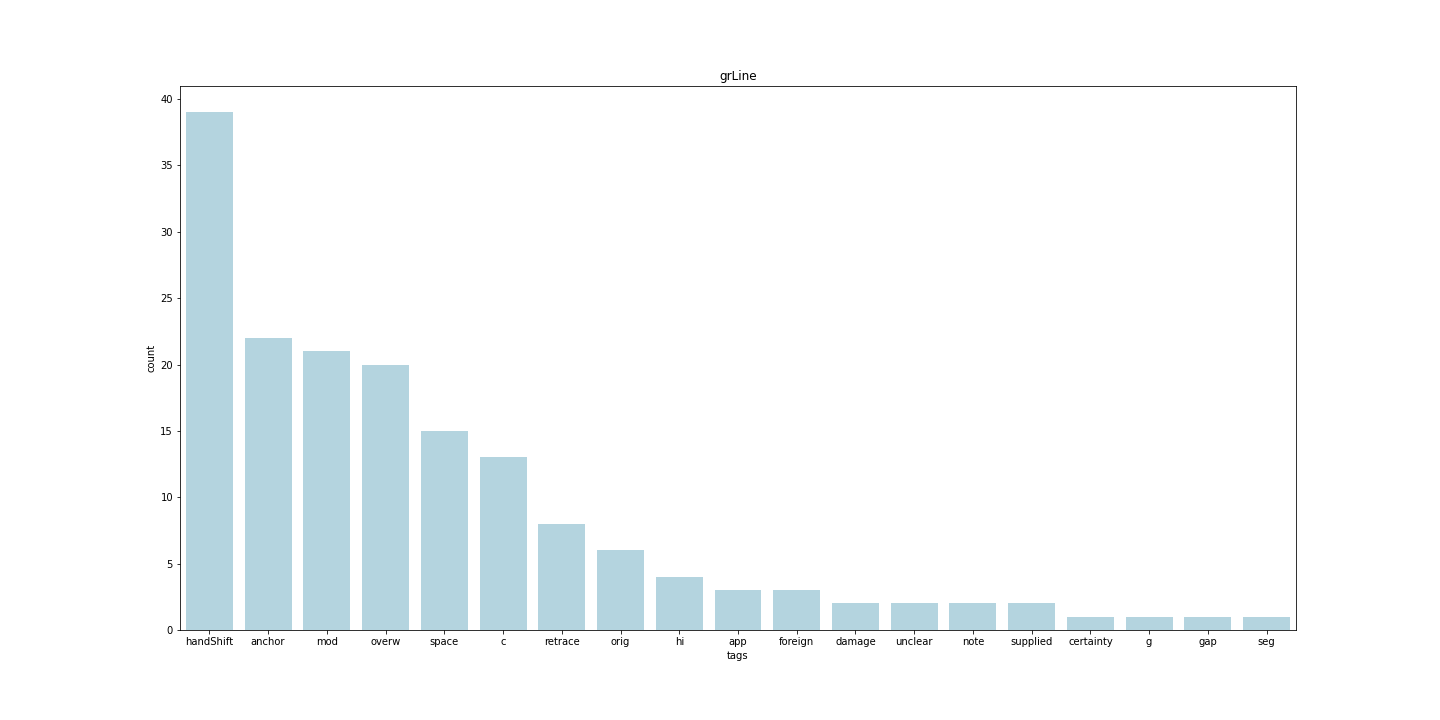 grLine
40
35
30
25
20
15
10
5
0
count
handShift anchor mod overw space c retrace orig hi app foreign damage unclear note supplied certainty g gap seg
tags